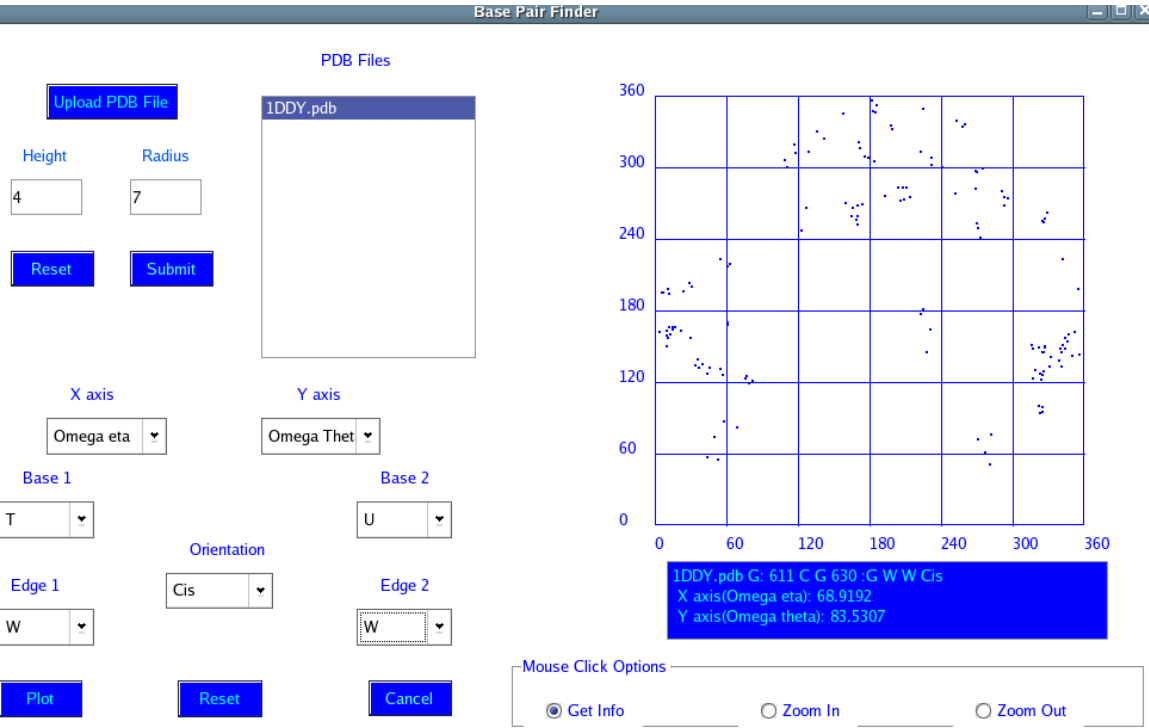 Base Pair Finder
PDB Files
Upload PDB File
1DDY.pdb
Height
Radius
4
7
Reset
Submit
X axis
Y axis
Omega eta
Omega Thet
Base 1
Base 2
T
U
Orientation
Edge 1
Cis
Edge 2
W
W
Plot
Reset
Cancel
360
300
240
180
120
60
0
0 60 120 180 240 300 360
1DDY.pdb G: 611 C G 630 :G W W Cis
X axis(Omega eta): 68.9192
Y axis(Omega theta): 83.5307
Mouse Click Options
Get Info
Zoom In
Zoom Out